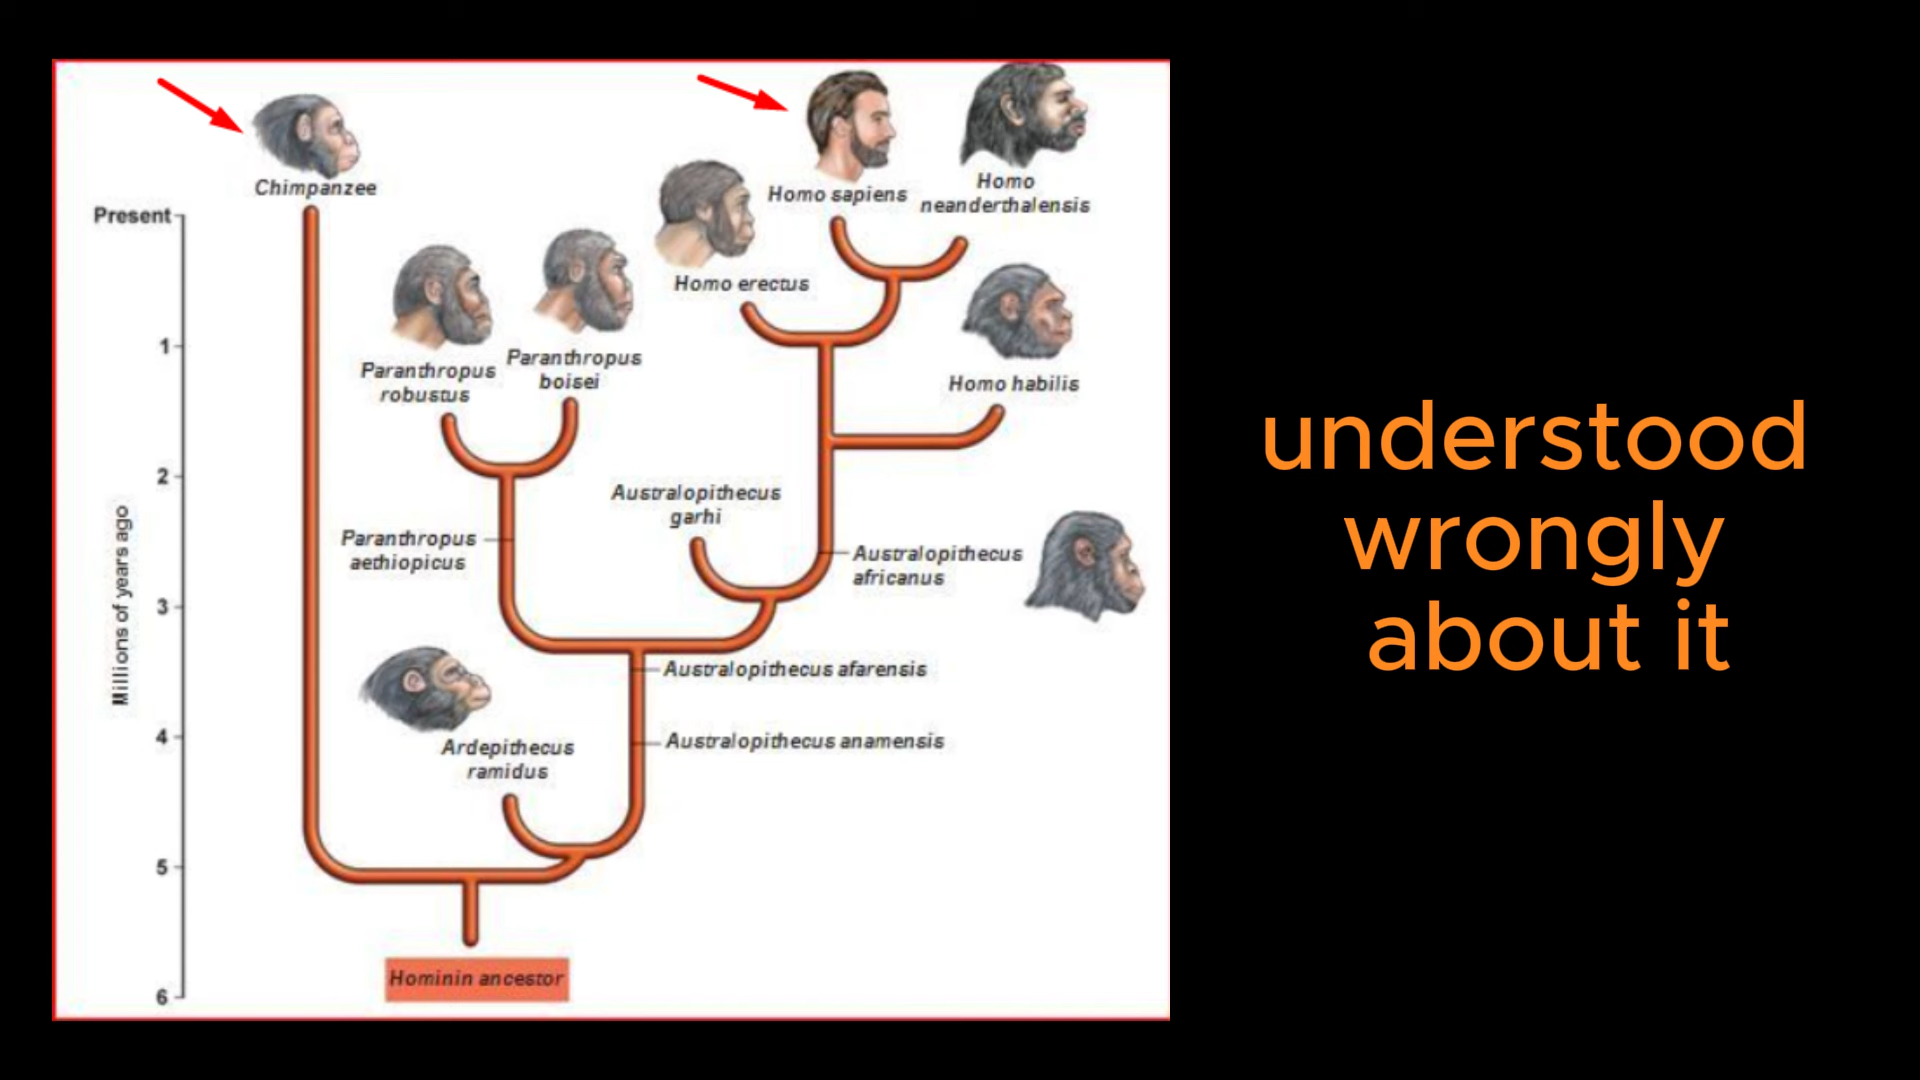 Chimpanzee
Homo sapiens
Homo
neanderthalensis
Present
Homo erectus
1
Paranthropus
robustus
Paranthropus
boisei
Homo habilis
2
Australopithecus
garhi
Paranthropus
aethiopicus
Australopithecus
africanus
Millions of years ago
3
Australopithecus afarensis
4
Ardepithecus
ramidus
Australopithecus anamensis
5
Hominin ancestor
6
understood
wrongly
about it